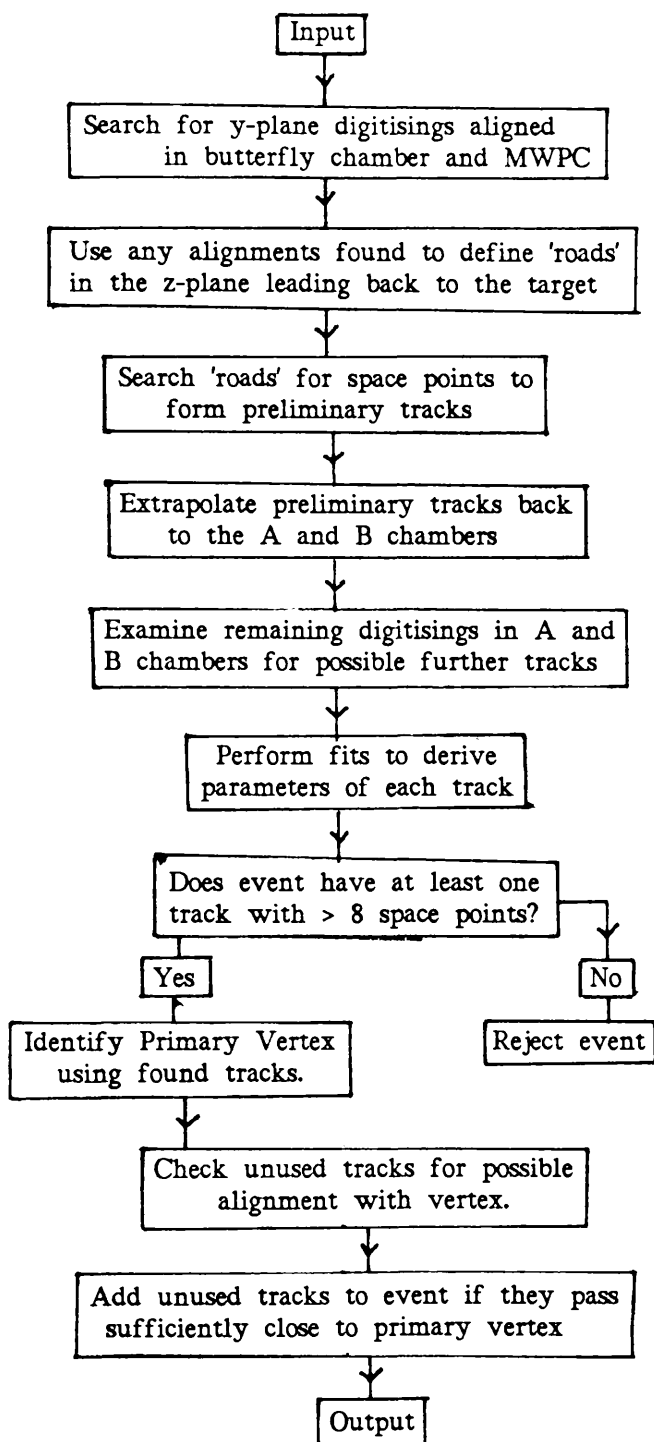 Input
Search for y-plane digitisings aligned
in butterfly chamber and MWPC
Use any alignments found to define 'roads'
in the z-plane leading back to the target
Search 'roads' for space points to
form preliminary tracks
Extrapolate preliminary tracks back
to the A and B chambers
Examine remaining digitisings in A and
B chambers for possible further tracks
Perform fits to derive
parameters of each track
Does event have at least one
track with > 8 space points?
Yes
No
Identify Primary Vertex
using found tracks.
Reject event
Check unused tracks for possible
alignment with vertex.
Add unused tracks to event if they pass
sufficiently close to primary vertex
Output